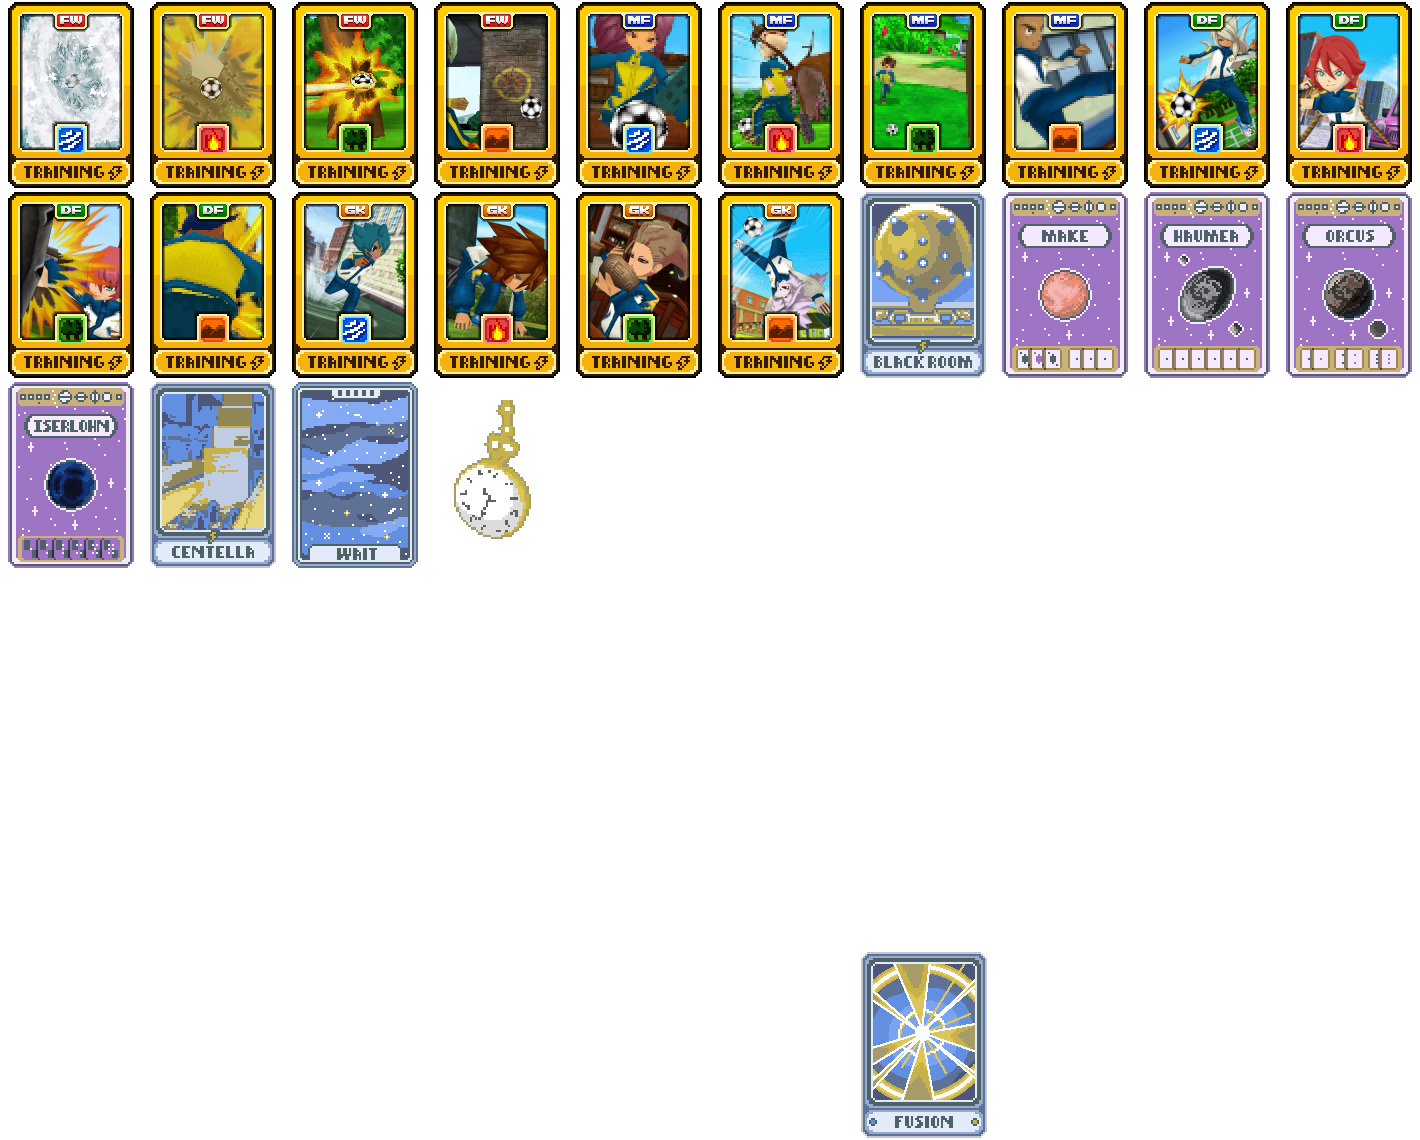 FW FW FW FW MF MF MF MF DF DF
TRAINING TRAINING TRAINING TRAINING TRAINING TRAINING TRAINING TRAINING TRAINING TRAINING
DF DF GK GK GK GK
MAKE HAUMEA ORCUS
TRAINING TRAINING TRAINING TRAINING TRAINING TRAINING BLACK ROOM
ISERLOHN
CENTELLA WAIT
FUSION